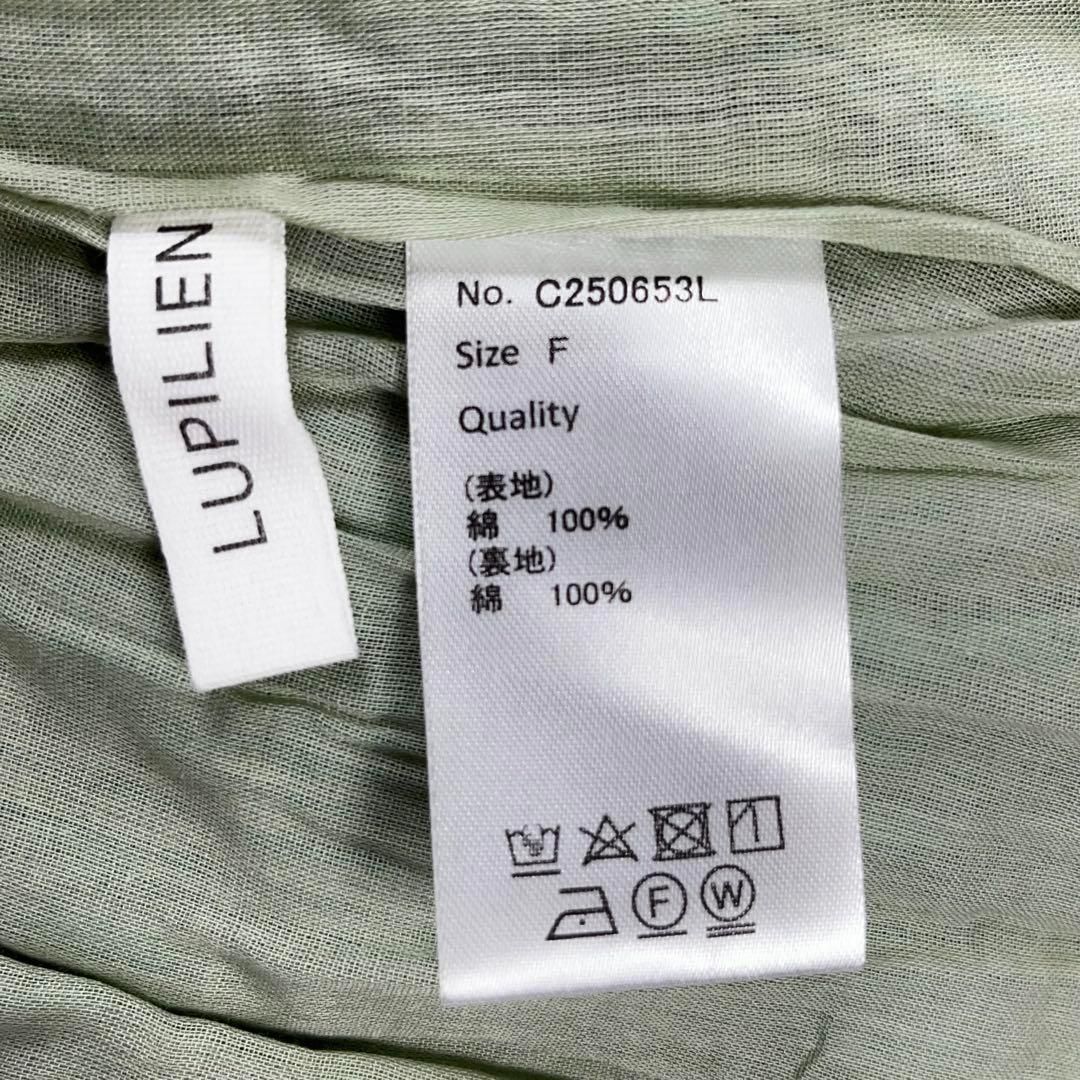 LUPILIEN
No. C250653L
Size F
Quality
(表地)
綿 100%
(裏地)
綿 100%
F W